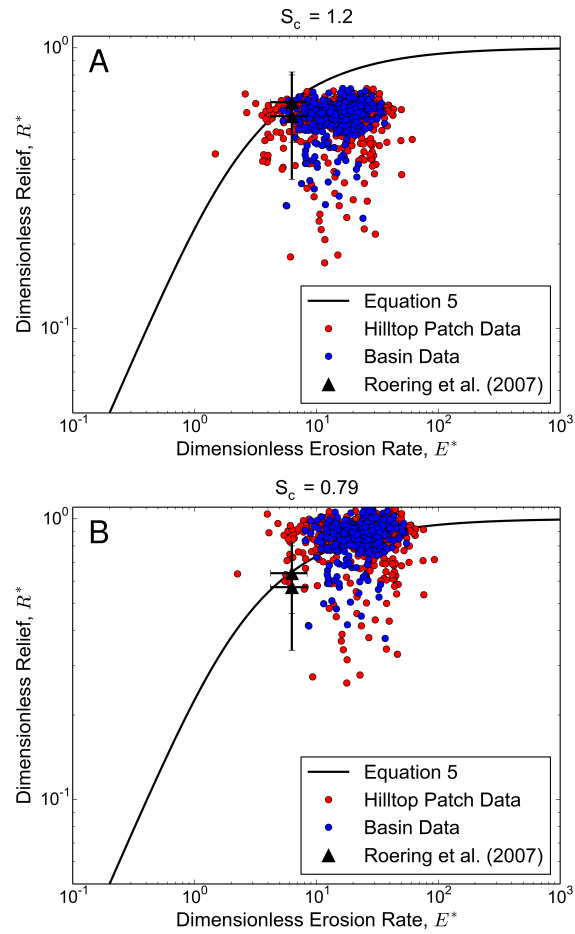 S_c = 1.2
A
10^0
10^-1
Dimensionless Relief, R*
Equation 5
Hilltop Patch Data
Basin Data
Roering et al. (2007)
10^-1 10^0 10^1 10^2 10^3
Dimensionless Erosion Rate, E*
S_c = 0.79
B
10^0
10^-1
Dimensionless Relief, R*
Equation 5
Hilltop Patch Data
Basin Data
Roering et al. (2007)
10^-1 10^0 10^1 10^2 10^3
Dimensionless Erosion Rate, E*